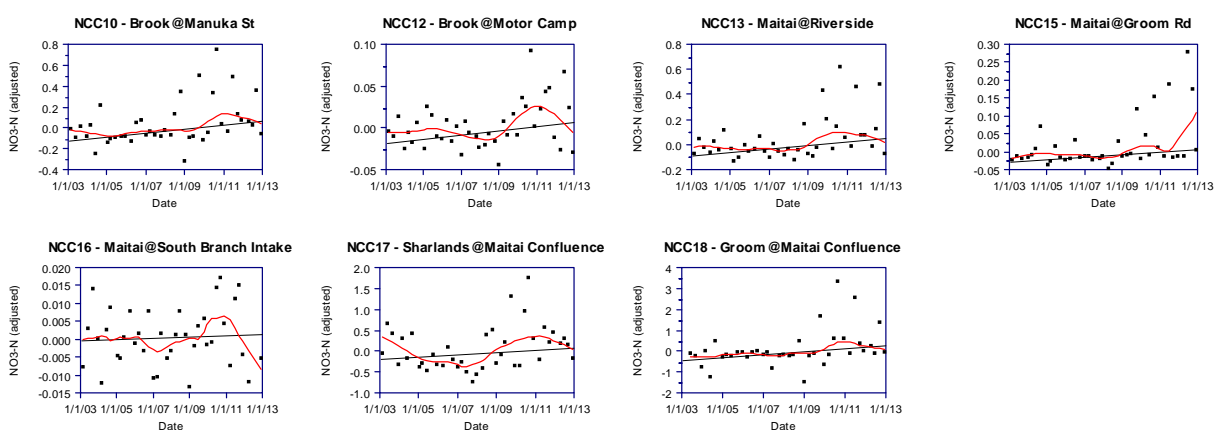 NCC10 - Brook@Manuka St
NO3-N (adjusted)
0.8
0.6
0.4
0.2
0.0
-0.2
-0.4
1/1/03 1/1/05 1/1/07 1/1/09 1/1/11 1/1/13
Date
NCC12 - Brook@Motor Camp
NO3-N (adjusted)
0.10
0.05
0.00
-0.05
1/1/03 1/1/05 1/1/07 1/1/09 1/1/11 1/1/13
Date
NCC13 - Maitai@Riverside
NO3-N (adjusted)
0.8
0.6
0.4
0.2
0.0
-0.2
1/1/03 1/1/05 1/1/07 1/1/09 1/1/11 1/1/13
Date
NCC15 - Maitai@Groom Rd
NO3-N (adjusted)
0.30
0.25
0.20
0.15
0.10
0.05
0.00
-0.05
1/1/03 1/1/05 1/1/07 1/1/09 1/1/11 1/1/13
Date
NCC16 - Maitai@South Branch Intake
NO3-N (adjusted)
0.020
0.015
0.010
0.005
0.000
-0.005
-0.010
-0.015
1/1/03 1/1/05 1/1/07 1/1/09 1/1/11 1/1/13
Date
NCC17 - Sharlands@Maitai Confluence
NO3-N (adjusted)
2.0
1.5
1.0
0.5
0.0
-0.5
-1.0
1/1/03 1/1/05 1/1/07 1/1/09 1/1/11 1/1/13
Date
NCC18 - Groom@Maitai Confluence
NO3-N (adjusted)
4
3
2
1
0
-1
-2
1/1/03 1/1/05 1/1/07 1/1/09 1/1/11 1/1/13
Date